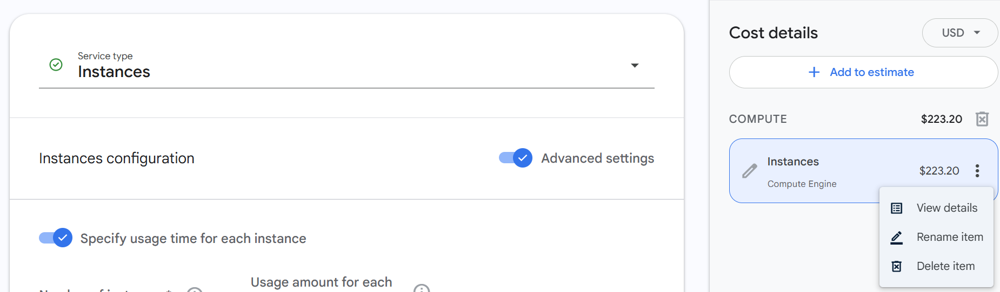 Service type
Instances
Instances configuration
Advanced settings
Specify usage time for each instance
Usage amount for each
Cost details
USD
Add to estimate
COMPUTE
$223.20
Instances
$223.20
Compute Engine
View details
Rename item
Delete item